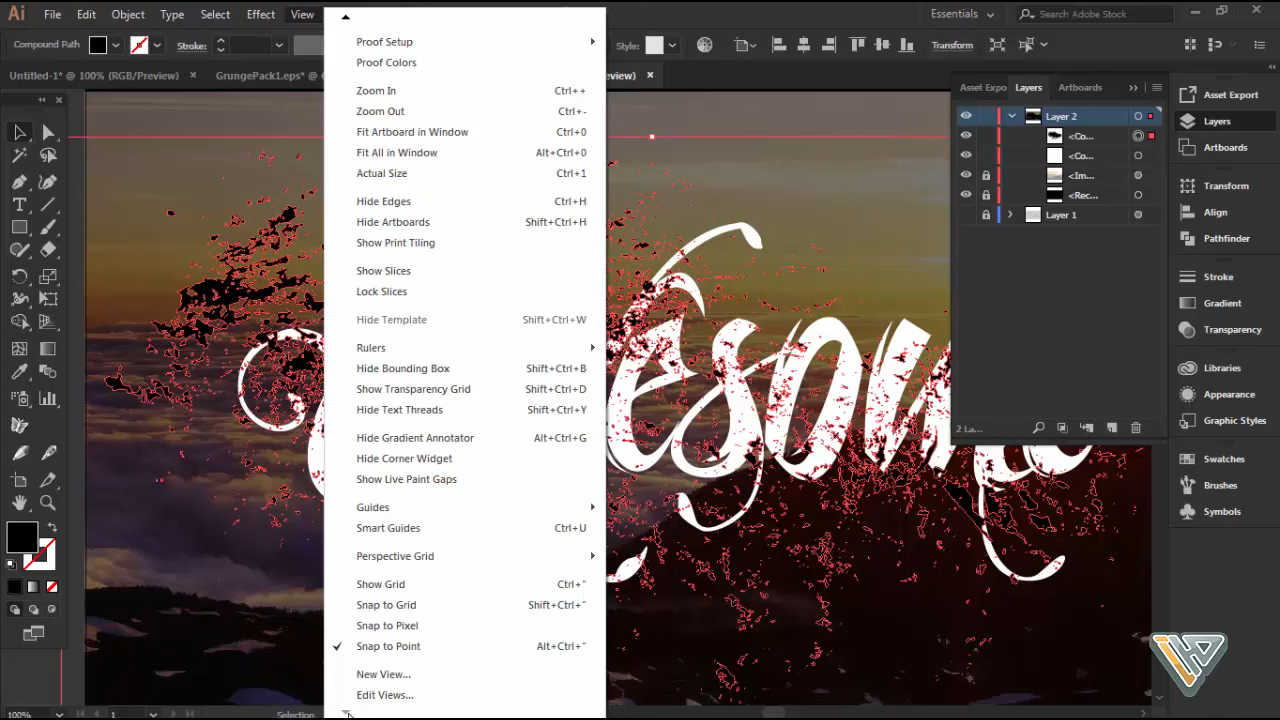 Ai File Edit Object Type Select Effect View Essentials Search Adobe Stock
Compound Path Stroke: Style: Transform
Untitled-1* @ 100% (RGB/Preview) × GrungePack1.eps* @ eview) ×
Proof Setup
Proof Colors
Zoom In Ctrl++
Zoom Out Ctrl+-
Fit Artboard in Window Ctrl+0
Fit All in Window Alt+Ctrl+0
Actual Size Ctrl+1
Hide Edges Ctrl+H
Hide Artboards Shift+Ctrl+H
Show Print Tiling
Show Slices
Lock Slices
Hide Template Shift+Ctrl+W
Rulers
Hide Bounding Box Shift+Ctrl+B
Show Transparency Grid Shift+Ctrl+D
Hide Text Threads Shift+Ctrl+Y
Hide Gradient Annotator Alt+Ctrl+G
Hide Corner Widget
Show Live Paint Gaps
Guides
Smart Guides Ctrl+U
Perspective Grid
Show Grid Ctrl+"
Snap to Grid Shift+Ctrl+"
Snap to Pixel
Snap to Point Alt+Ctrl+"
New View...
Edit Views...
esome
Asset Expo Layers Artboards
Layer 2
<Co...
<Co...
<Im...
<Rec...
Layer 1
2 La...
Asset Export
Layers
Artboards
Transform
Align
Pathfinder
Stroke
Gradient
Transparency
Libraries
Appearance
Graphic Styles
Swatches
Brushes
Symbols
100% 1 Selection